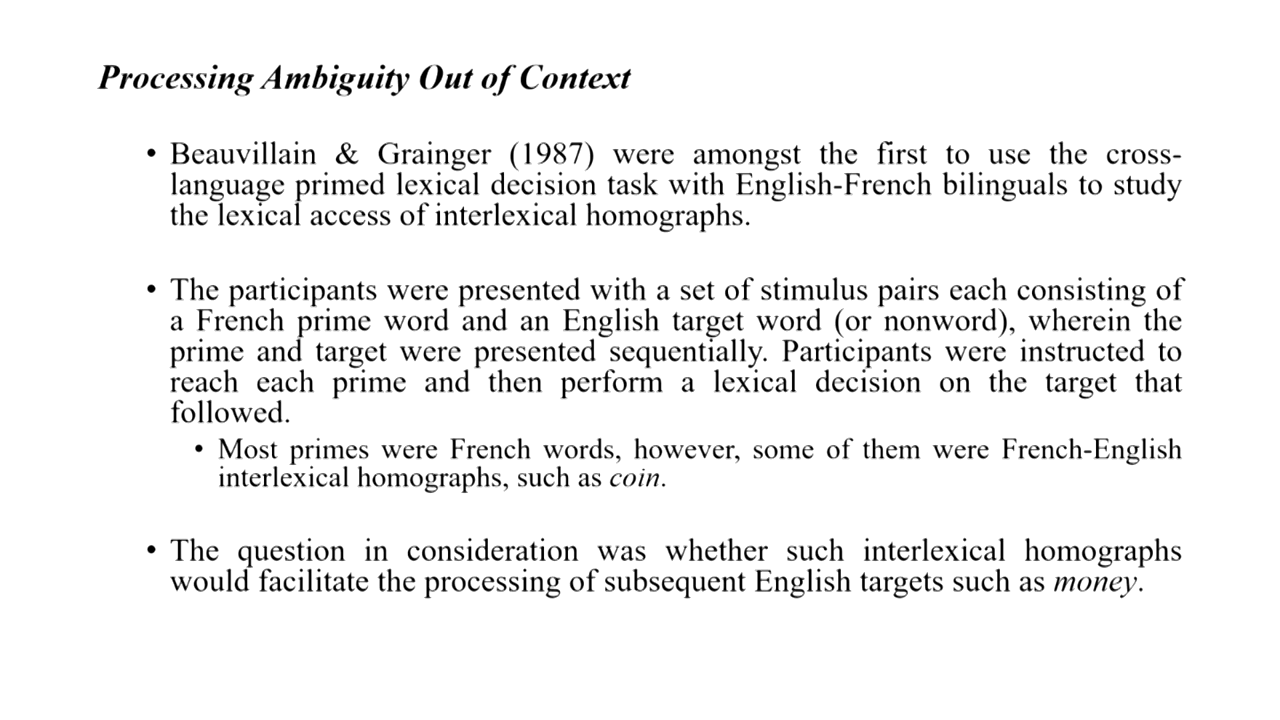 Processing Ambiguity Out of Context
• Beauvillain & Grainger (1987) were amongst the first to use the cross-
language primed lexical decision task with English-French bilinguals to study
the lexical access of interlexical homographs.
• The participants were presented with a set of stimulus pairs each consisting of
a French prime word and an English target word (or nonword), wherein the
prime and target were presented sequentially. Participants were instructed to
reach each prime and then perform a lexical decision on the target that
followed.
• Most primes were French words, however, some of them were French-English
interlexical homographs, such as coin.
• The question in consideration was whether such interlexical homographs
would facilitate the processing of subsequent English targets such as money.